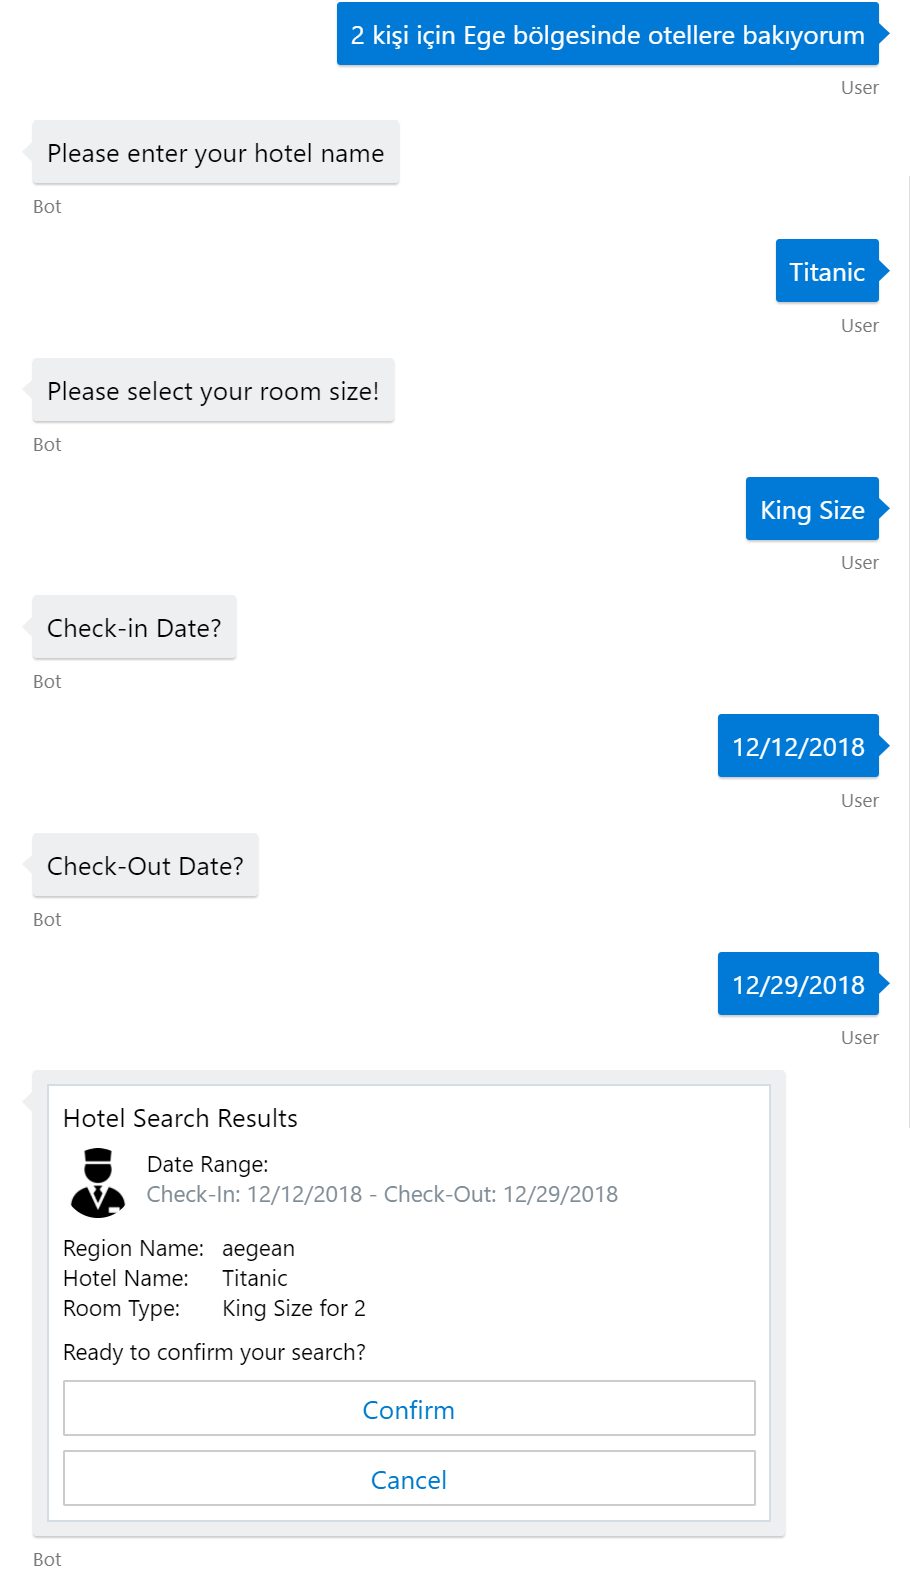 2 kişi için Ege bölgesinde otellere bakıyorum
User
Please enter your hotel name
Bot
Titanic
User
Please select your room size!
Bot
King Size
User
Check-in Date?
Bot
12/12/2018
User
Check-Out Date?
Bot
12/29/2018
User
Hotel Search Results
Date Range:
Check-In: 12/12/2018 - Check-Out: 12/29/2018
Region Name: aegean
Hotel Name: Titanic
Room Type: King Size for 2
Ready to confirm your search?
Confirm
Cancel
Bot